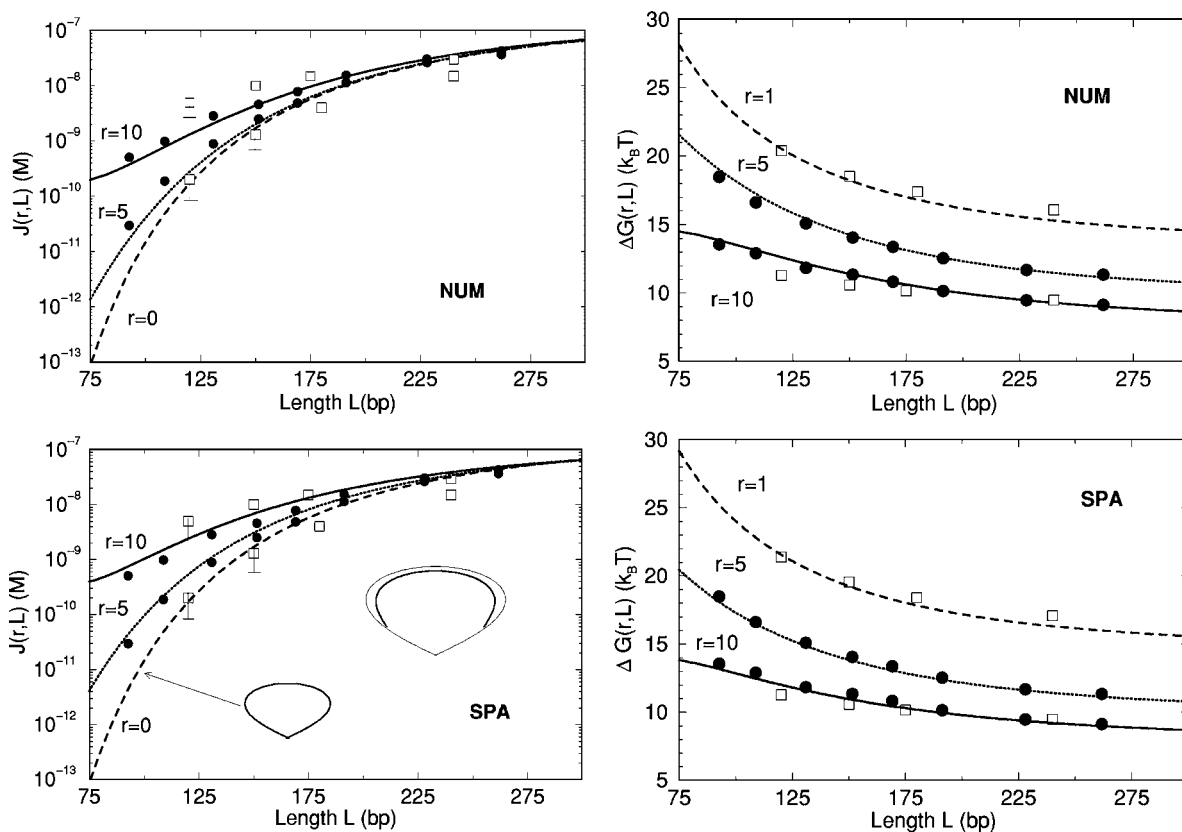 10⁻⁷
10⁻⁸
10⁻⁹
10⁻¹⁰
10⁻¹¹
10⁻¹²
10⁻¹³
J(r,L) (M)
r=10
r=5
r=0
NUM
75 125 175 225 275
Length L(bp)
30
25
20
15
10
5
ΔG(r,L) (k_BT)
r=1
r=5
r=10
NUM
75 125 175 225 275
Length L (bp)
10⁻⁷
10⁻⁸
10⁻⁹
10⁻¹⁰
10⁻¹¹
10⁻¹²
10⁻¹³
J(r,L) (M)
r=10
r=5
r=0
SPA
75 125 175 225 275
Length L (bp)
30
25
20
15
10
5
Δ G(r,L) (k_BT)
r=1
r=5
r=10
SPA
75 125 175 225 275
Length L (bp)